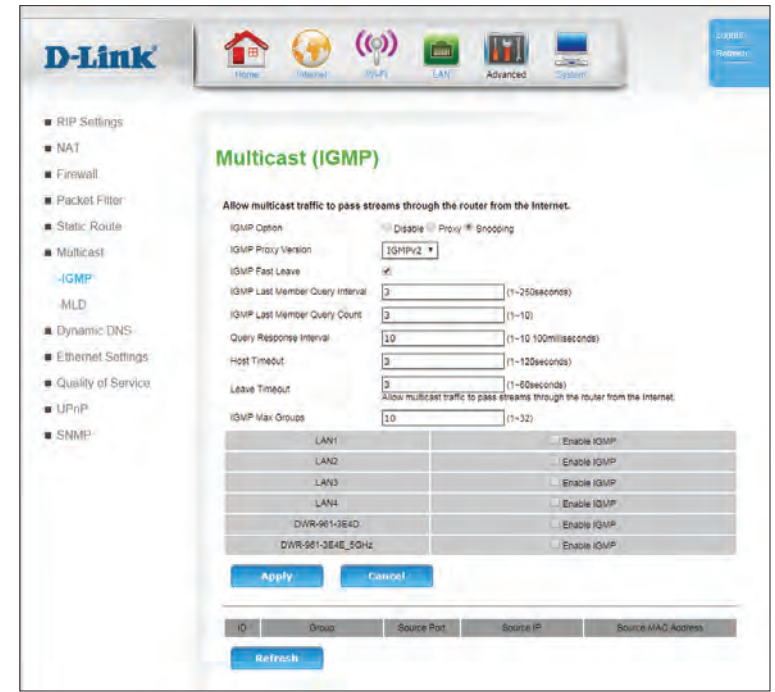 D-Link
Home Internet Wi-Fi LAN Advanced System
Logout
Refresh
RIP Settings
NAT
Firewall
Packet Filter
Static Route
Multicast
-IGMP
-MLD
Dynamic DNS
Ethernet Settings
Quality of Service
UPnP
SNMP
Multicast (IGMP)
Allow multicast traffic to pass streams through the router from the Internet.
IGMP Option Disable Proxy Snooping
IGMP Proxy Version IGMPv2
IGMP Fast Leave
IGMP Last Member Query Interval 3 (1~250seconds)
IGMP Last Member Query Count 3 (1~10)
Query Response Interval 10 (1~10 100milliseconds)
Host Timeout 3 (1~120seconds)
Leave Timeout 3 (1~60seconds)
Allow multicast traffic to pass streams through the router from the Internet.
IGMP Max Groups 10 (1~32)
LAN1 Enable IGMP
LAN2 Enable IGMP
LAN3 Enable IGMP
LAN4 Enable IGMP
DWR-961-3E4D Enable IGMP
DWR-961-3E4E_5GHz Enable IGMP
Apply Cancel
ID Group Source Port Source IP Source MAC Address
Refresh